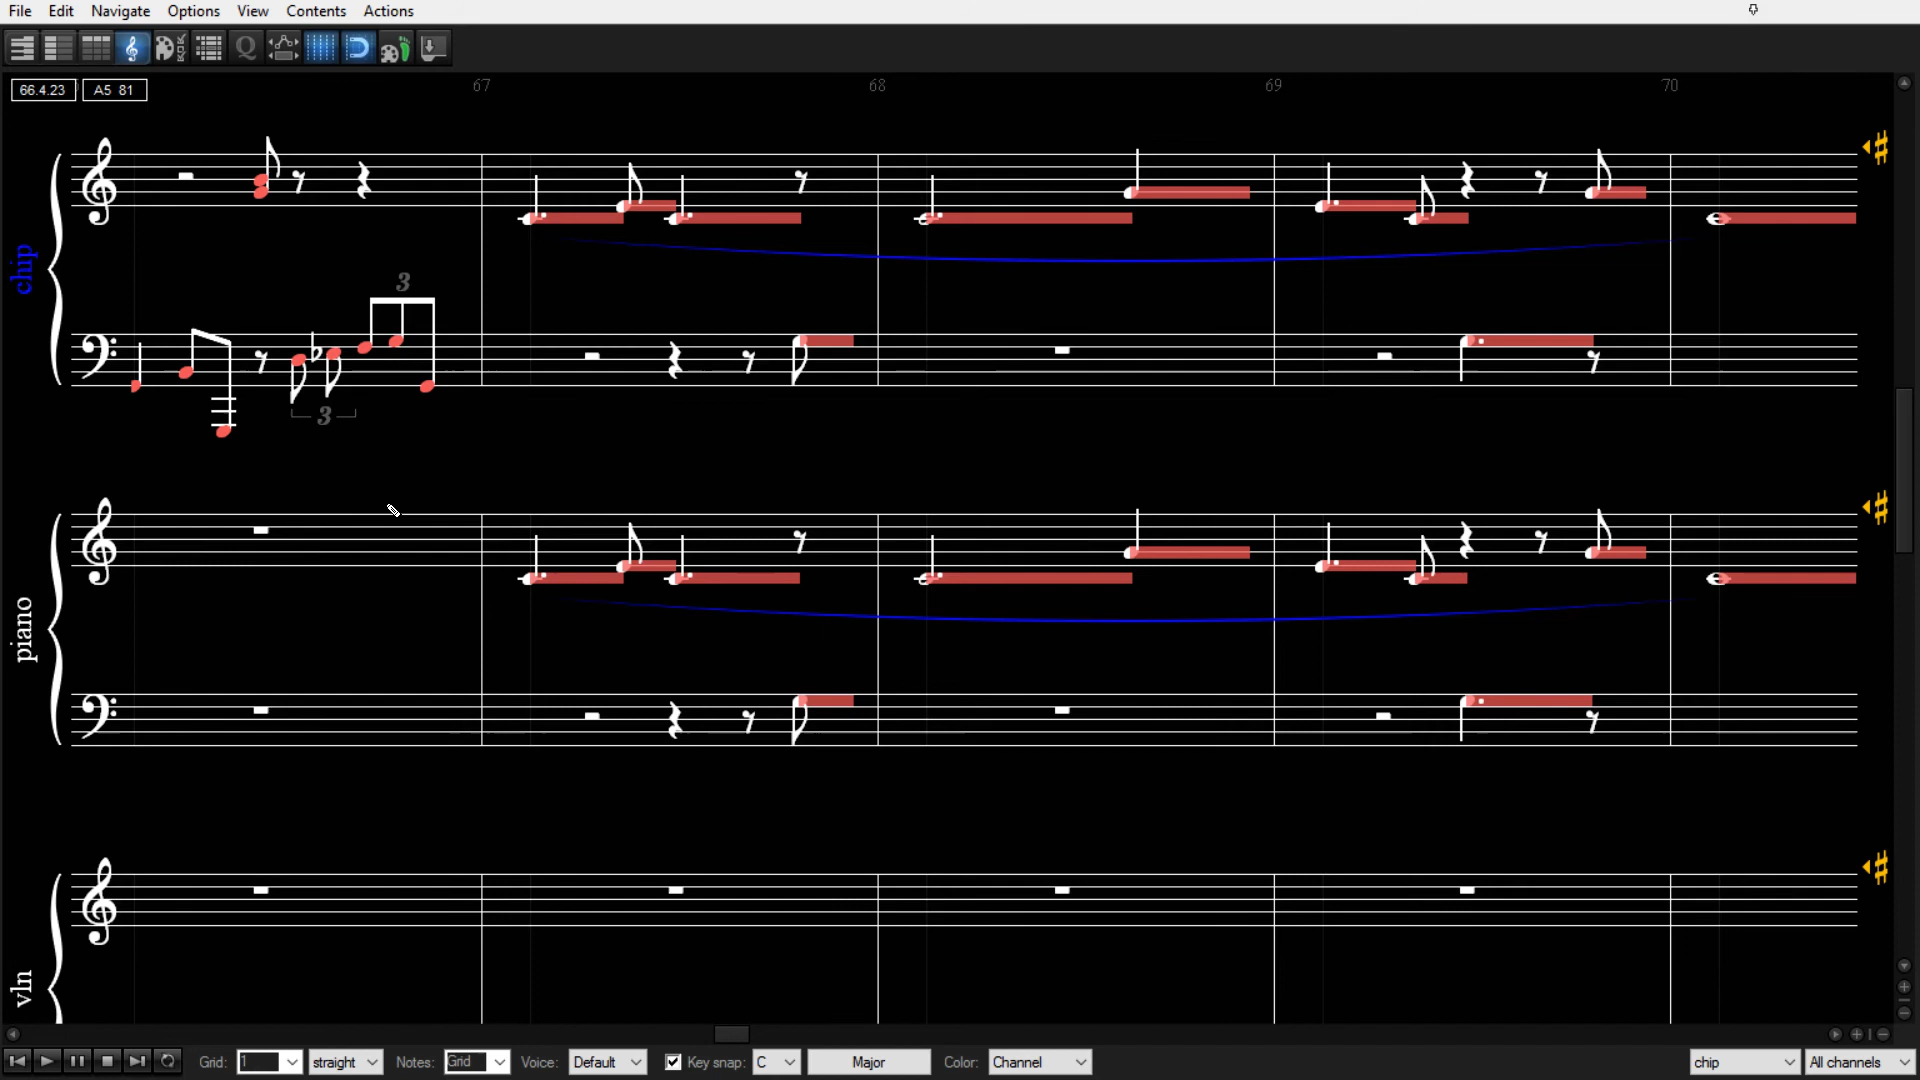 File Edit Navigate Options View Contents Actions
Q
66.4.23 A5 81 67 68 69 70
chip
3
3
piano
vln
Grid: 1 straight Notes: Grid Voice: Default Key snap: C Major Color: Channel chip All channels